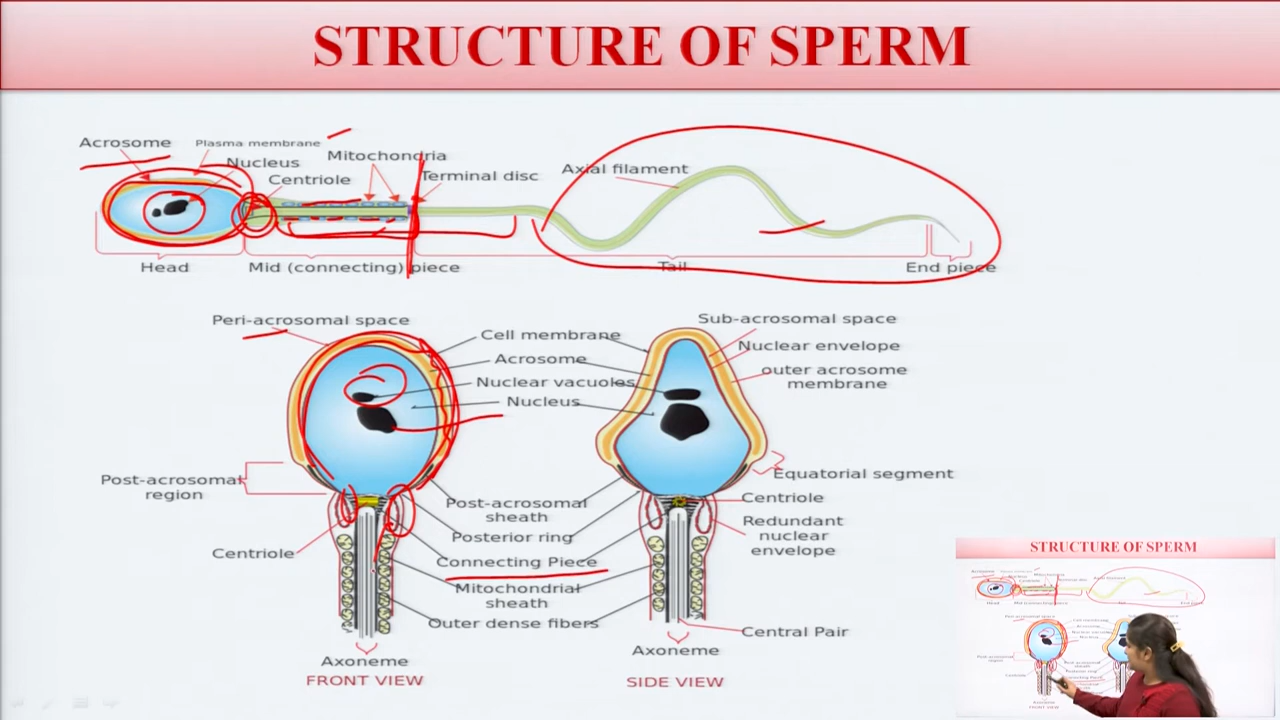 STRUCTURE OF SPERM
Acrosome
Plasma membrane
Nucleus
Mitochondria
Centriole
Terminal disc
Axial filament
Head
Mid (connecting) piece
Tail
End piece
Peri-acrosomal space
Cell membrane
Acrosome
Nuclear vacuoles
Nucleus
Post-acrosomal
region
Centriole
Post-acrosomal
sheath
Posterior ring
Connecting Piece
Mitochondrial
sheath
Outer dense fibers
Axoneme
FRONT VIEW
Sub-acrosomal space
Nuclear envelope
outer acrosome
membrane
Equatorial segment
Centriole
Redundant
nuclear
envelope
Central Pair
Axoneme
SIDE VIEW
STRUCTURE OF SPERM